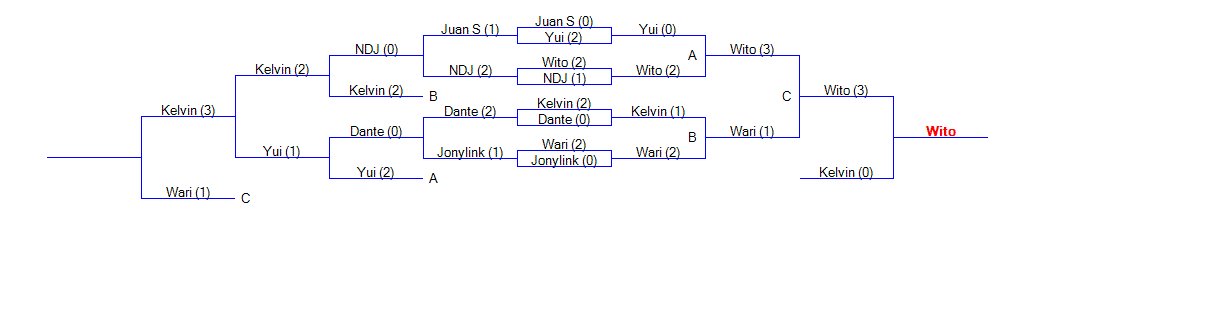 Juan S (0)
Juan S (1)
Yui (0)
Yui (2)
NDJ (0)
A
Wito (3)
Wito (2)
Kelvin (2)
NDJ (2)
Wito (2)
NDJ (1)
Kelvin (2)
B
C
Wito (3)
Kelvin (2)
Kelvin (3)
Dante (2)
Kelvin (1)
Dante (0)
Dante (0)
B
Wari (1)
Wito
Wari (2)
Yui (1)
Jonylink (1)
Wari (2)
Jonylink (0)
Yui (2)
A
Kelvin (0)
Wari (1)
C